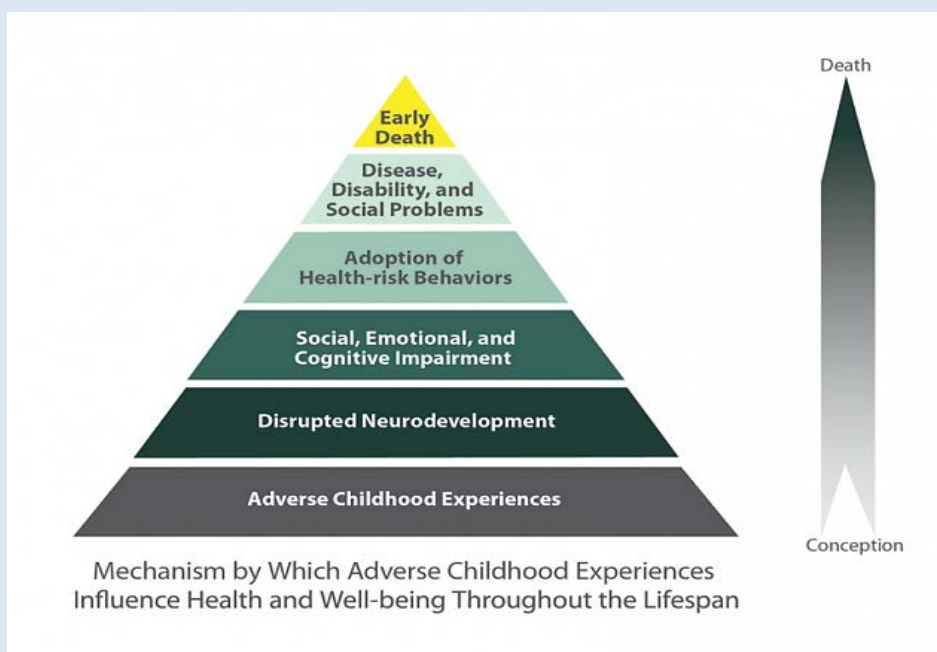 Death
Early
Death
Disease,
Disability, and
Social Problems
Adoption of
Health-risk Behaviors
Social, Emotional, and
Cognitive Impairment
Disrupted Neurodevelopment
Adverse Childhood Experiences
Conception
Mechanism by Which Adverse Childhood Experiences
Influence Health and Well-being Throughout the Lifespan